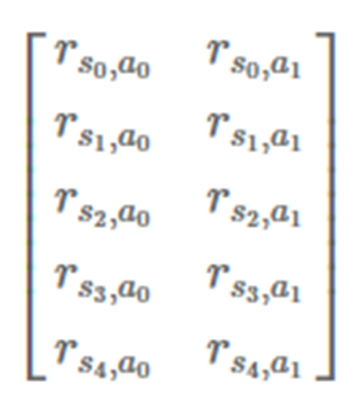 r_{s_0,a_0} r_{s_0,a_1}
r_{s_1,a_0} r_{s_1,a_1}
r_{s_2,a_0} r_{s_2,a_1}
r_{s_3,a_0} r_{s_3,a_1}
r_{s_4,a_0} r_{s_4,a_1}